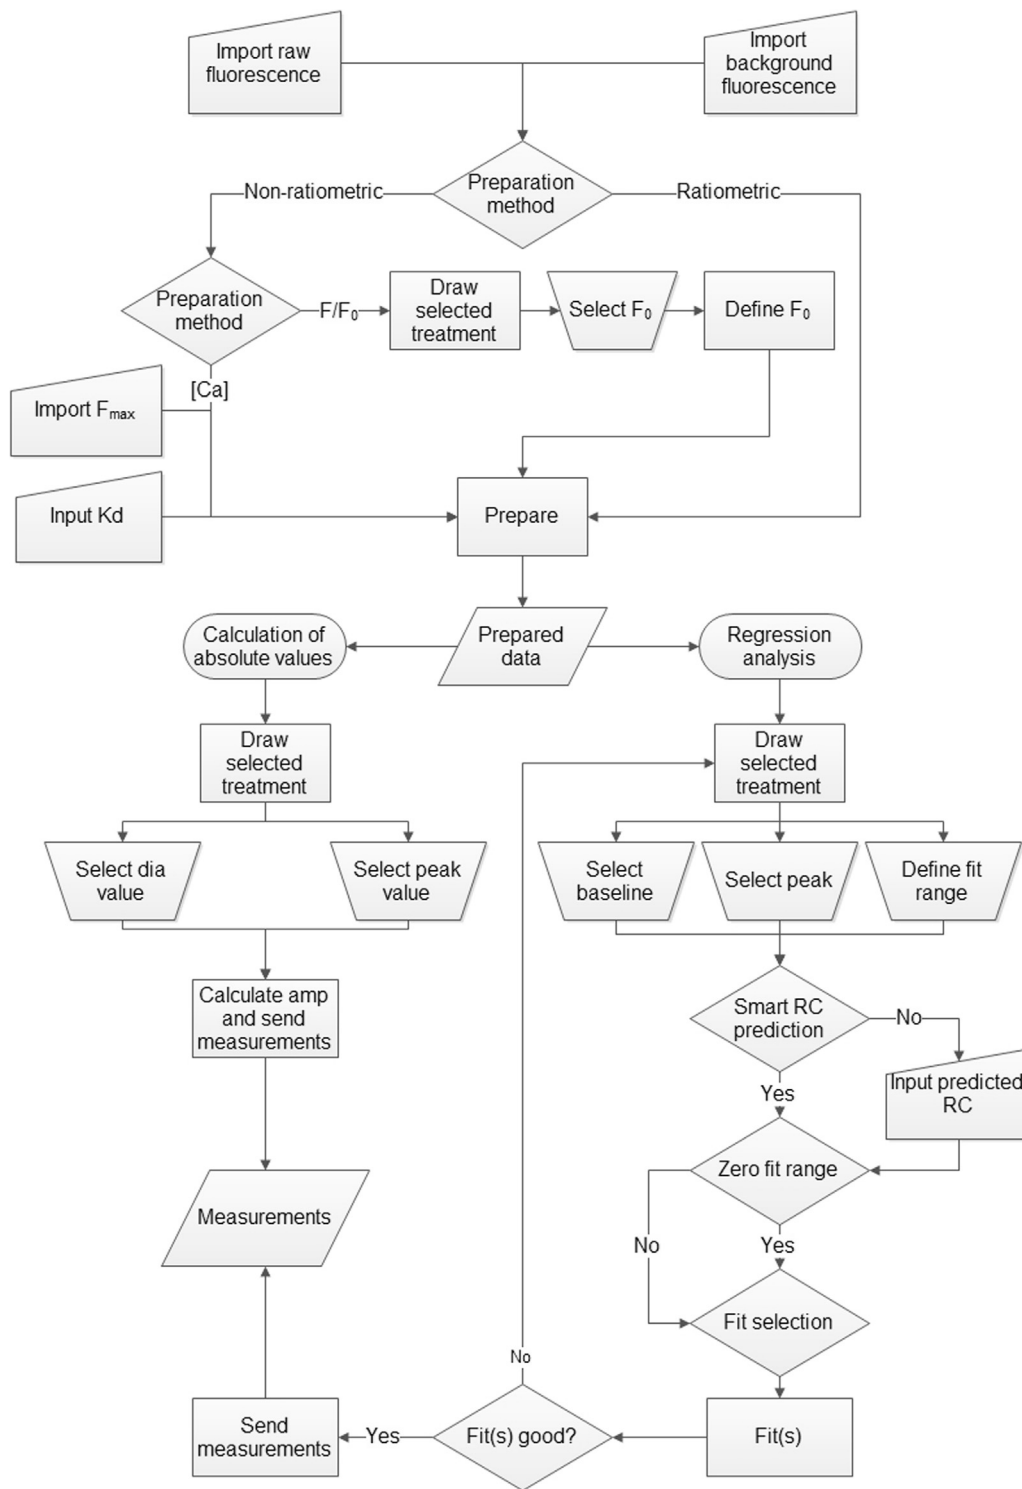 Import raw
fluorescence
Import
background
fluorescence
Preparation
method
Non-ratiometric
Ratiometric
Preparation
method
F/F₀
Draw
selected
treatment
Select F₀
Define F₀
[Ca]
Import Fmax
Input Kd
Prepare
Prepared
data
Calculation of
absolute values
Regression
analysis
Draw
selected
treatment
Draw
selected
treatment
Select dia
value
Select peak
value
Select
baseline
Select peak
Define fit
range
Calculate amp
and send
measurements
Smart RC
prediction
No
Input predicted
RC
Yes
Zero fit range
Measurements
No
Yes
Fit selection
No
Send
measurements
Yes
Fit(s) good?
Fit(s)